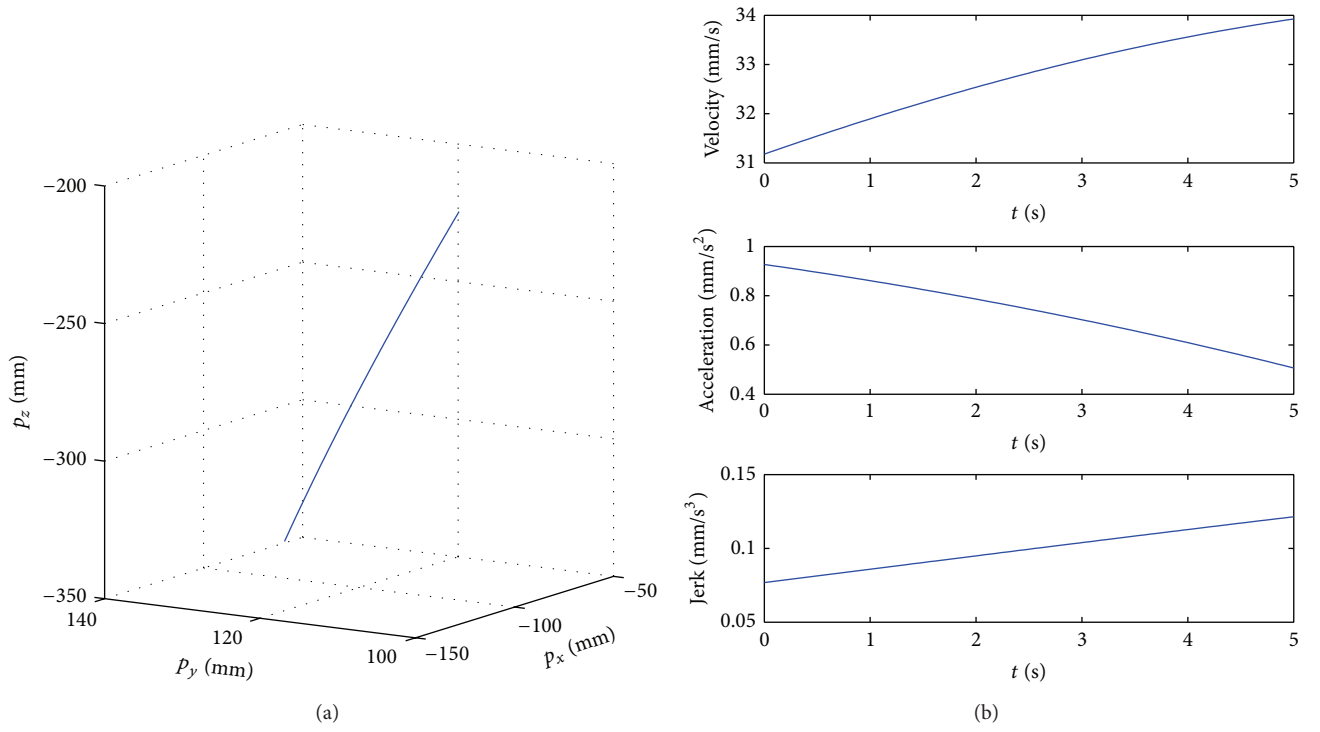 −200
−250
−300
−350
p_z (mm)
140
120
100
p_y (mm)
−150
−100
−50
p_x (mm)
(a)
34
33
32
31
Velocity (mm/s)
0 1 2 3 4 5
t (s)
1
0.8
0.6
0.4
Acceleration (mm/s²)
0 1 2 3 4 5
t (s)
0.15
0.1
0.05
Jerk (mm/s³)
0 1 2 3 4 5
t (s)
(b)